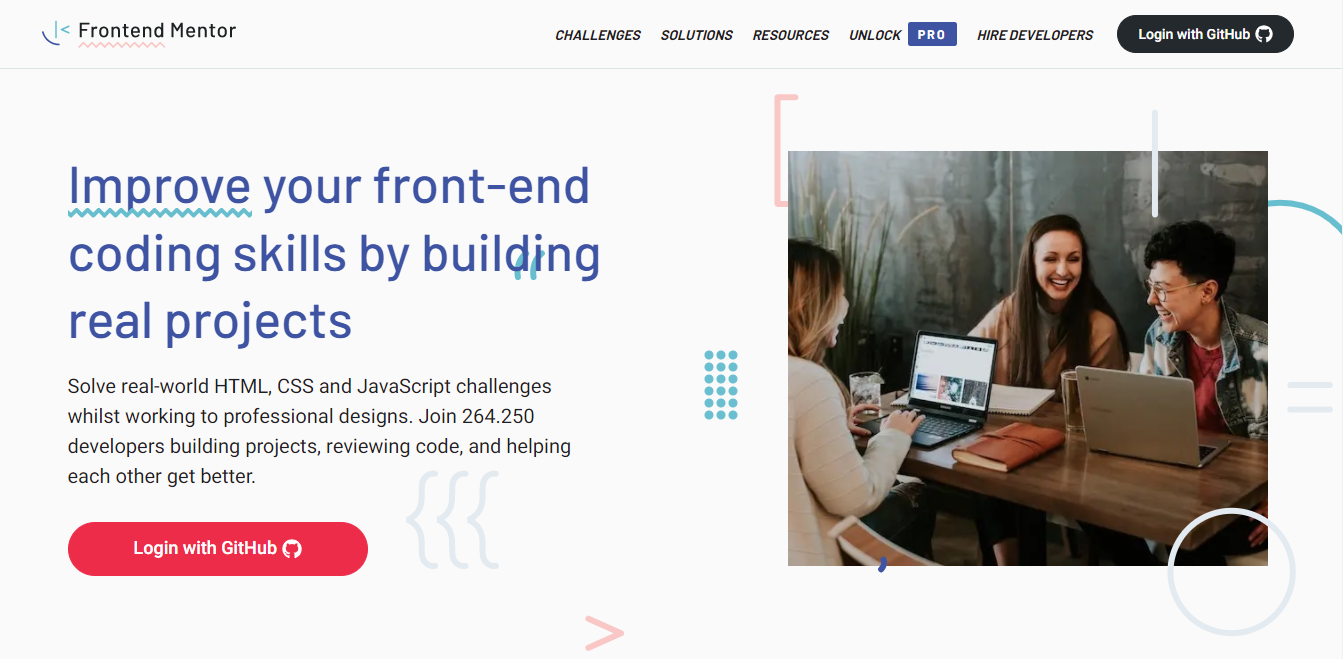 Frontend Mentor
CHALLENGES SOLUTIONS RESOURCES UNLOCK PRO HIRE DEVELOPERS Login with GitHub
Improve your front-end
coding skills by building
real projects
Solve real-world HTML, CSS and JavaScript challenges
whilst working to professional designs. Join 264.250
developers building projects, reviewing code, and helping
each other get better.
Login with GitHub